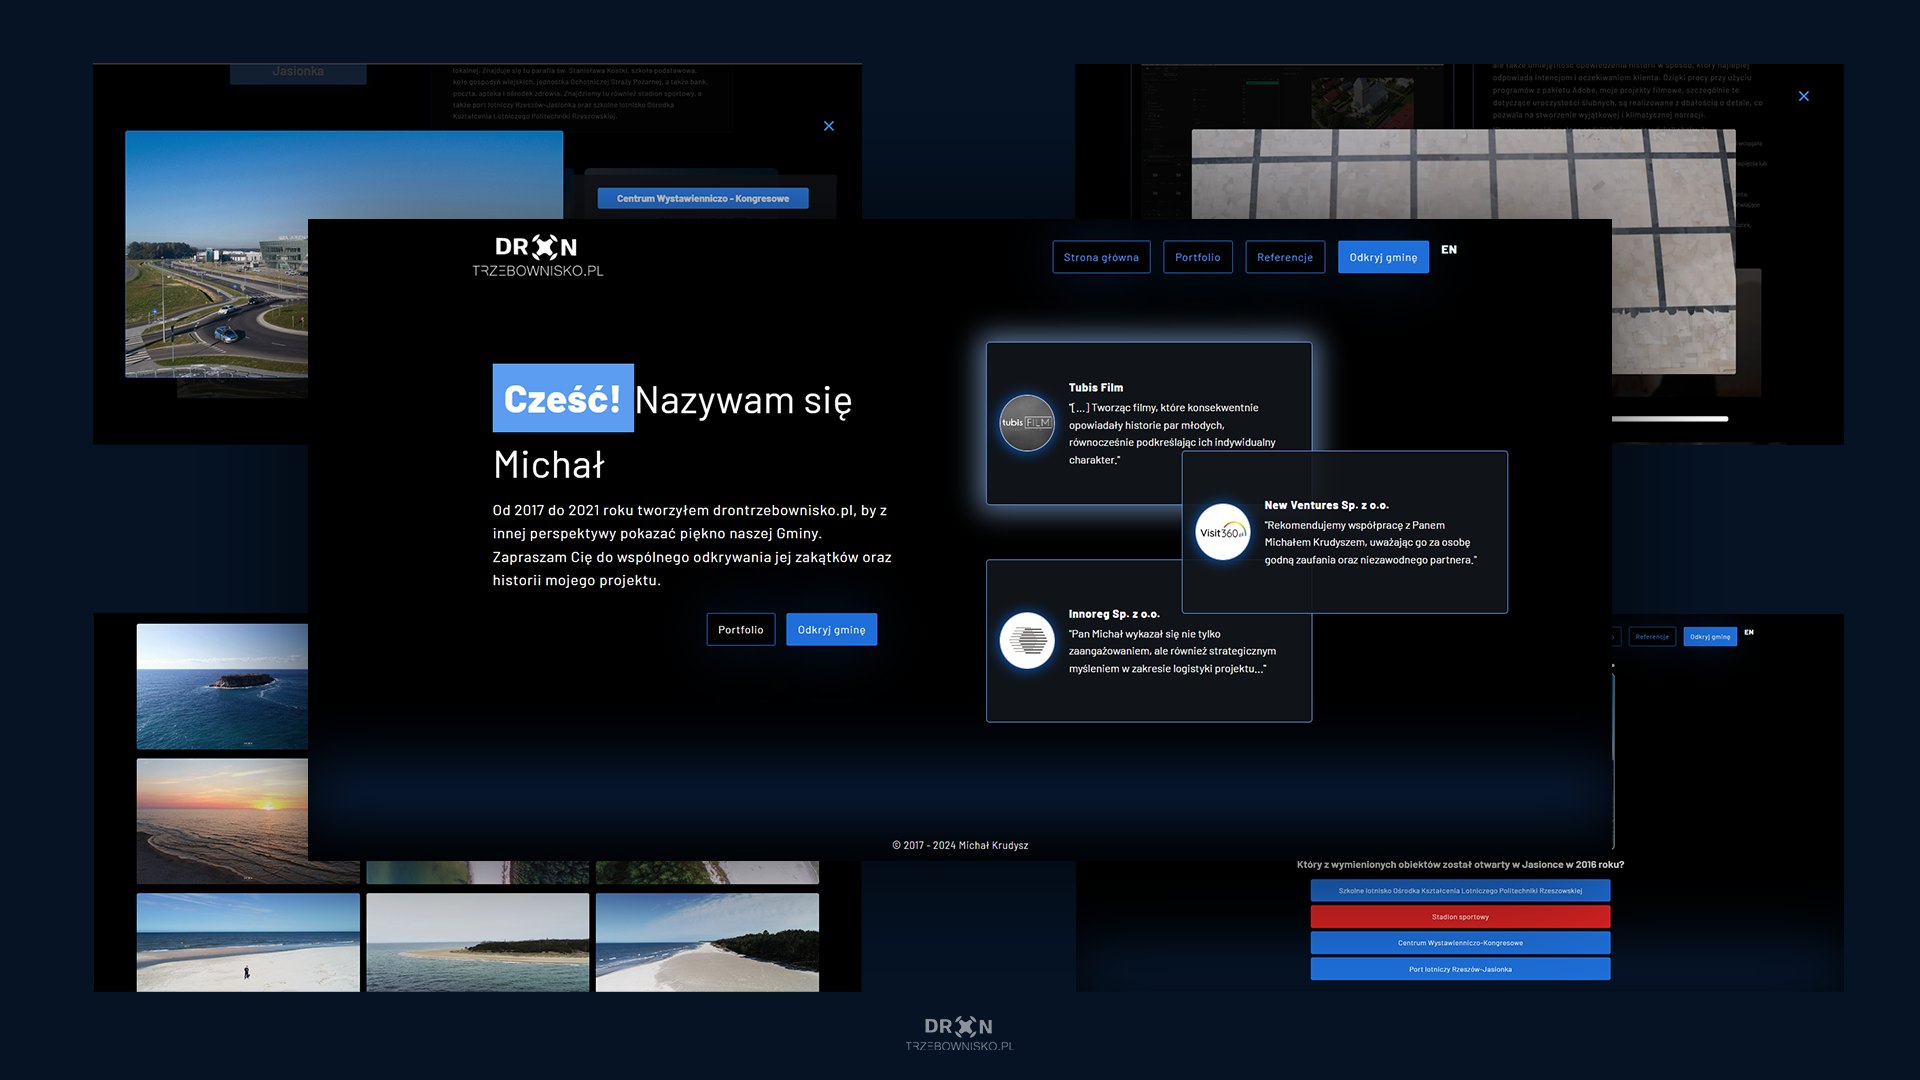 Jasionka
lokalnej. Znajduje się tu parafia św. Stanisława Kostki, szkoła podstawowa,
koło gospodyń wiejskich, jednostka Ochotniczej Straży Pożarnej, a także bank,
poczta, apteka i ośrodek zdrowia. Znajdziemy tu również stadion sportowy, a
także port lotniczy Rzeszów-Jasionka oraz szkolne lotnisko Ośrodka
Kształcenia Lotniczego Politechniki Rzeszowskiej.
Centrum Wystawienniczo - Kongresowe
ale także umiejętność opowiedzenia historii w sposób, który najlepiej
odpowiada intencjom i oczekiwaniom klienta. Dzięki pracy przy użyciu
programów z pakietu Adobe, moje projekty filmowe, szczególnie te
dotyczące uroczystości ślubnych, są realizowane z dbałością o detale, co
pozwala na stworzenie wyjątkowej i klimatycznej narracji.
DRON
TRZEBOWNISKO.PL
Strona główna
Portfolio
Referencje
Odkryj gminę
EN
Cześć! Nazywam się
Michał
Od 2017 do 2021 roku tworzyłem drontrzebownisko.pl, by z
innej perspektywy pokazać piękno naszej Gminy.
Zapraszam Cię do wspólnego odkrywania jej zakątków oraz
historii mojego projektu.
Portfolio
Odkryj gminę
tubis FILM
Tubis Film
"[...] Tworząc filmy, które konsekwentnie
opowiadały historie par młodych,
równocześnie podkreślając ich indywidualny
charakter."
Visit360.pl
New Ventures Sp. z o.o.
"Rekomendujemy współpracę z Panem
Michałem Krudyszem, uważając go za osobę
godną zaufania oraz niezawodnego partnera."
Innoreg Sp. z o.o.
"Pan Michał wykazał się nie tylko
zaangażowaniem, ale również strategicznym
myśleniem w zakresie logistyki projektu..."
© 2017 - 2024 Michał Krudysz
Referencje
Odkryj gminę
EN
Który z wymienionych obiektów został otwarty w Jasionce w 2016 roku?
Szkolne lotnisko Ośrodka Kształcenia Lotniczego Politechniki Rzeszowskiej
Stadion sportowy
Centrum Wystawienniczo-Kongresowe
Port lotniczy Rzeszów-Jasionka
DRON
TRZEBOWNISKO.PL